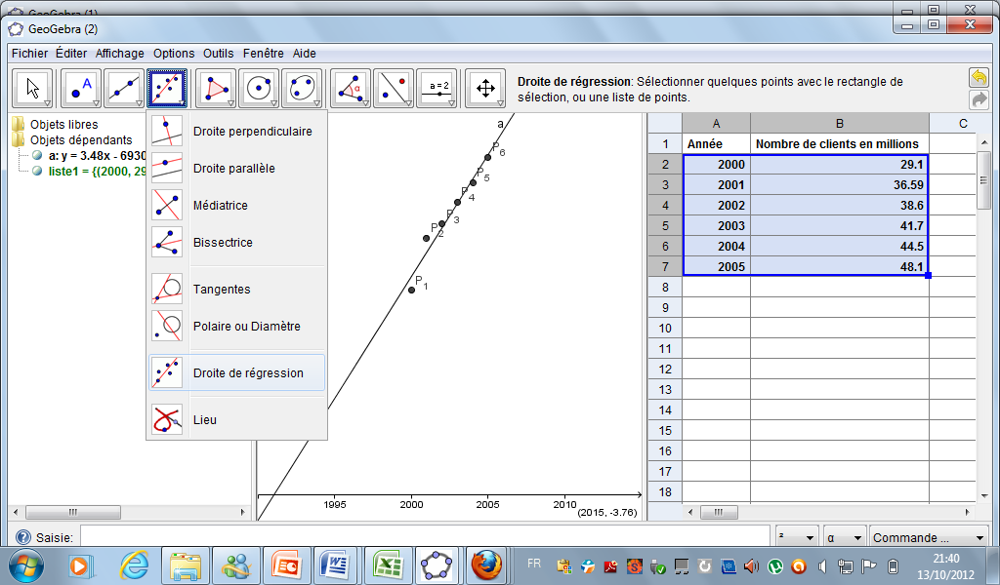 GeoGebra (1)
GeoGebra (2)
Fichier Éditer Affichage Options Outils Fenêtre Aide
A
α
a = 2
Droite de régression: Sélectionner quelques points avec le rectangle de
sélection, ou une liste de points.
Objets libres
Objets dépendants
a: y = 3.48x - 6930
liste1 = {(2000, 29
Droite perpendiculaire
Droite parallèle
Médiatrice
Bissectrice
Tangentes
Polaire ou Diamètre
Droite de régression
Lieu
a
P6
P5
P4
P3
P2
P1
1995 2000 2005 2010
(2015, -3.76)
A B C
1 Année Nombre de clients en millions
2 2000 29.1
3 2001 36.59
4 2002 38.6
5 2003 41.7
6 2004 44.5
7 2005 48.1
8
9
10
11
12
13
14
15
16
17
18
Saisie: ² α Commande ...
FR
21:40
13/10/2012